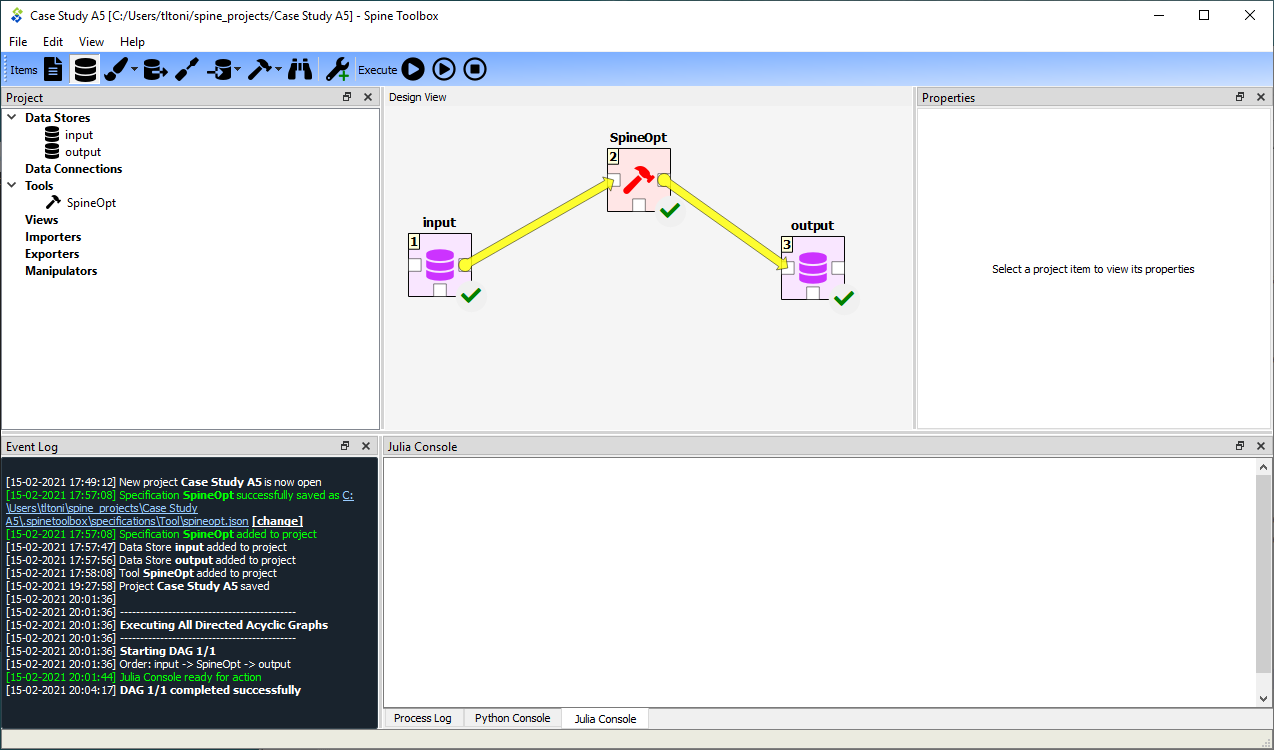 Case Study A5 [C:/Users/tltoni/spine_projects/Case Study A5] - Spine Toolbox
File Edit View Help
Items Execute
Project
Data Stores
input
output
Data Connections
Tools
SpineOpt
Views
Importers
Exporters
Manipulators
Design View
SpineOpt
2
input
1
output
3
Properties
Select a project item to view its properties
Event Log
[15-02-2021 17:49:12] New project Case Study A5 is now open
[15-02-2021 17:57:08] Specification SpineOpt successfully saved as C:
\Users\tltoni\spine_projects\Case Study
A5\.spinetoolbox\specifications\Tool\spineopt.json [change]
[15-02-2021 17:57:08] Specification SpineOpt added to project
[15-02-2021 17:57:47] Data Store input added to project
[15-02-2021 17:57:56] Data Store output added to project
[15-02-2021 17:58:08] Tool SpineOpt added to project
[15-02-2021 19:27:58] Project Case Study A5 saved
[15-02-2021 20:01:36]
[15-02-2021 20:01:36] --------------------------------------------
[15-02-2021 20:01:36] Executing All Directed Acyclic Graphs
[15-02-2021 20:01:36] --------------------------------------------
[15-02-2021 20:01:36] Starting DAG 1/1
[15-02-2021 20:01:36] Order: input -> SpineOpt -> output
[15-02-2021 20:01:44] Julia Console ready for action
[15-02-2021 20:04:17] DAG 1/1 completed successfully
Julia Console
Process Log Python Console Julia Console